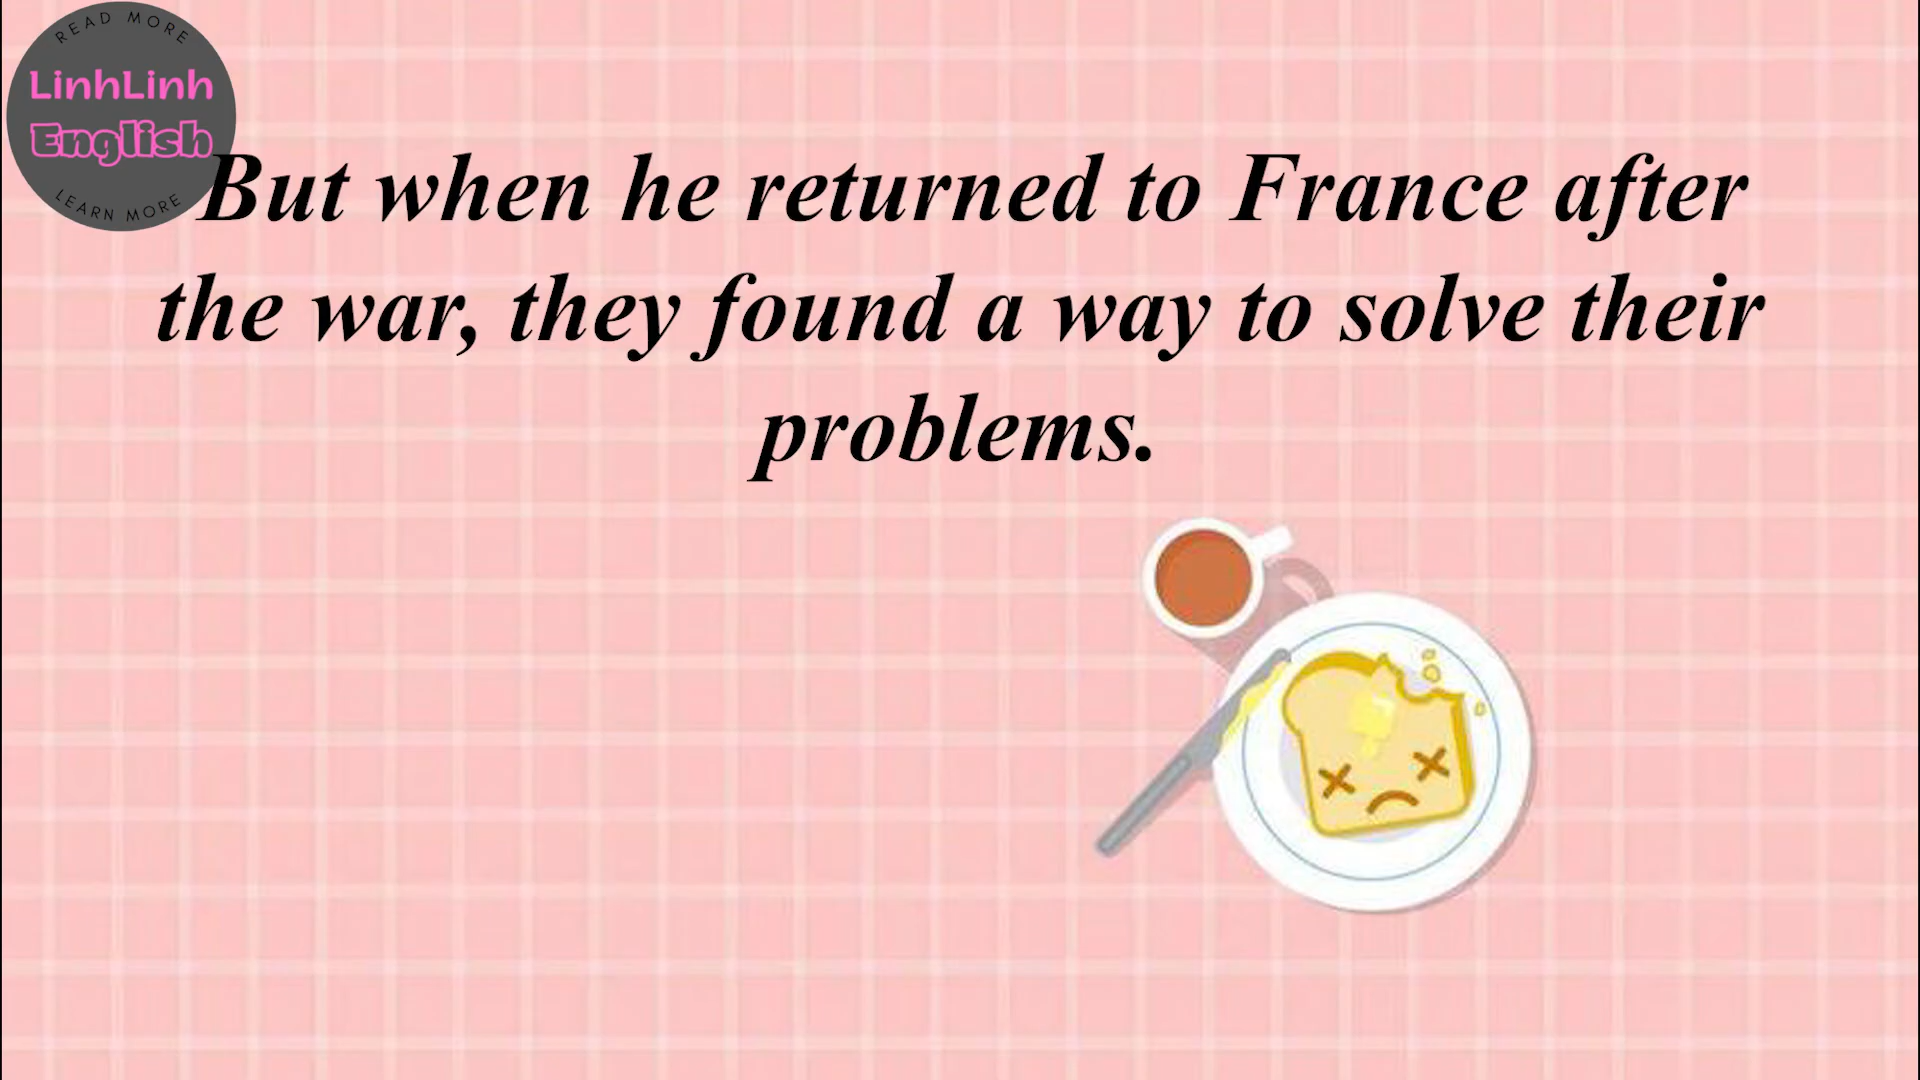 READ MORE
LinhLinh
English
LEARN MORE
But when he returned to France after
the war, they found a way to solve their
problems.